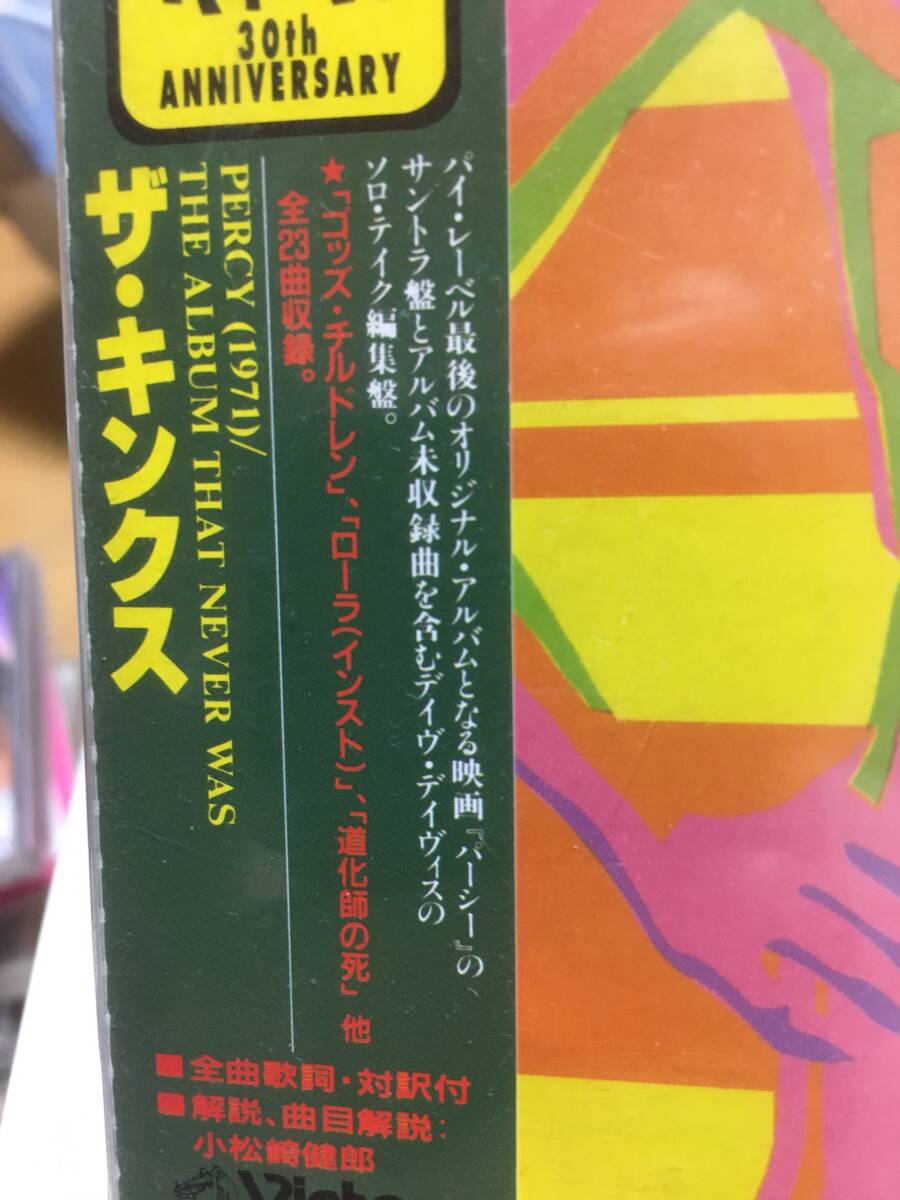 30th
ANNIVERSARY
パイ・レーベル最後のオリジナル・アルバムとなる映画『パーシー』の
サントラ盤とアルバム未収録曲を含むデイヴ・デイヴィスの
ソロ・テイク編集盤。
★「ゴッズ・チルドレン」、「ローラ(インスト)」、「道化師の死」他
全23曲収録。
PERCY (1971)/
THE ALBUM THAT NEVER WAS
ザ・キンクス
■全曲歌詞・対訳付
■解説、曲目解説:
小松崎健郎